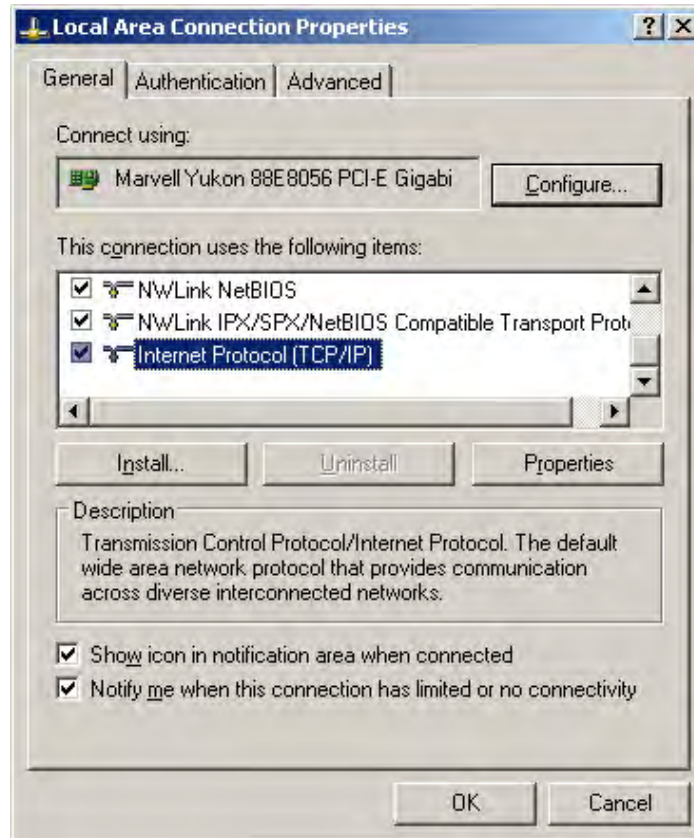 Local Area Connection Properties
General Authentication Advanced
Connect using:
Marvell Yukon 88E8056 PCI-E Gigabi Configure...
This connection uses the following items:
NWLink NetBIOS
NWLink IPX/SPX/NetBIOS Compatible Transport Proto
Internet Protocol (TCP/IP)
Install... Uninstall Properties
Description
Transmission Control Protocol/Internet Protocol. The default
wide area network protocol that provides communication
across diverse interconnected networks.
Show icon in notification area when connected
Notify me when this connection has limited or no connectivity
OK Cancel